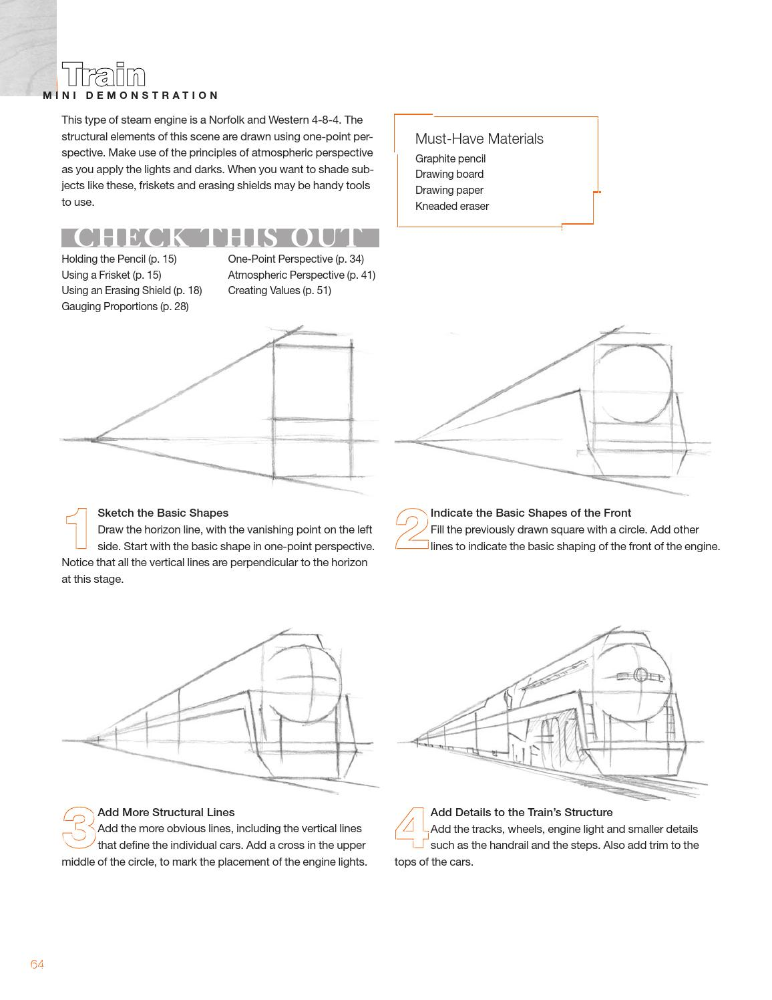 Train
MINI DEMONSTRATION
This type of steam engine is a Norfolk and Western 4-8-4. The
structural elements of this scene are drawn using one-point per-
spective. Make use of the principles of atmospheric perspective
as you apply the lights and darks. When you want to shade sub-
jects like these, friskets and erasing shields may be handy tools
to use.
Must-Have Materials
Graphite pencil
Drawing board
Drawing paper
Kneaded eraser
CHECK THIS OUT
Holding the Pencil (p. 15)
Using a Frisket (p. 15)
Using an Erasing Shield (p. 18)
Gauging Proportions (p. 28)
One-Point Perspective (p. 34)
Atmospheric Perspective (p. 41)
Creating Values (p. 51)
1
Sketch the Basic Shapes
Draw the horizon line, with the vanishing point on the left
side. Start with the basic shape in one-point perspective.
Notice that all the vertical lines are perpendicular to the horizon
at this stage.
2
Indicate the Basic Shapes of the Front
Fill the previously drawn square with a circle. Add other
lines to indicate the basic shaping of the front of the engine.
3
Add More Structural Lines
Add the more obvious lines, including the vertical lines
that define the individual cars. Add a cross in the upper
middle of the circle, to mark the placement of the engine lights.
4
Add Details to the Train's Structure
Add the tracks, wheels, engine light and smaller details
such as the handrail and the steps. Also add trim to the
tops of the cars.
64